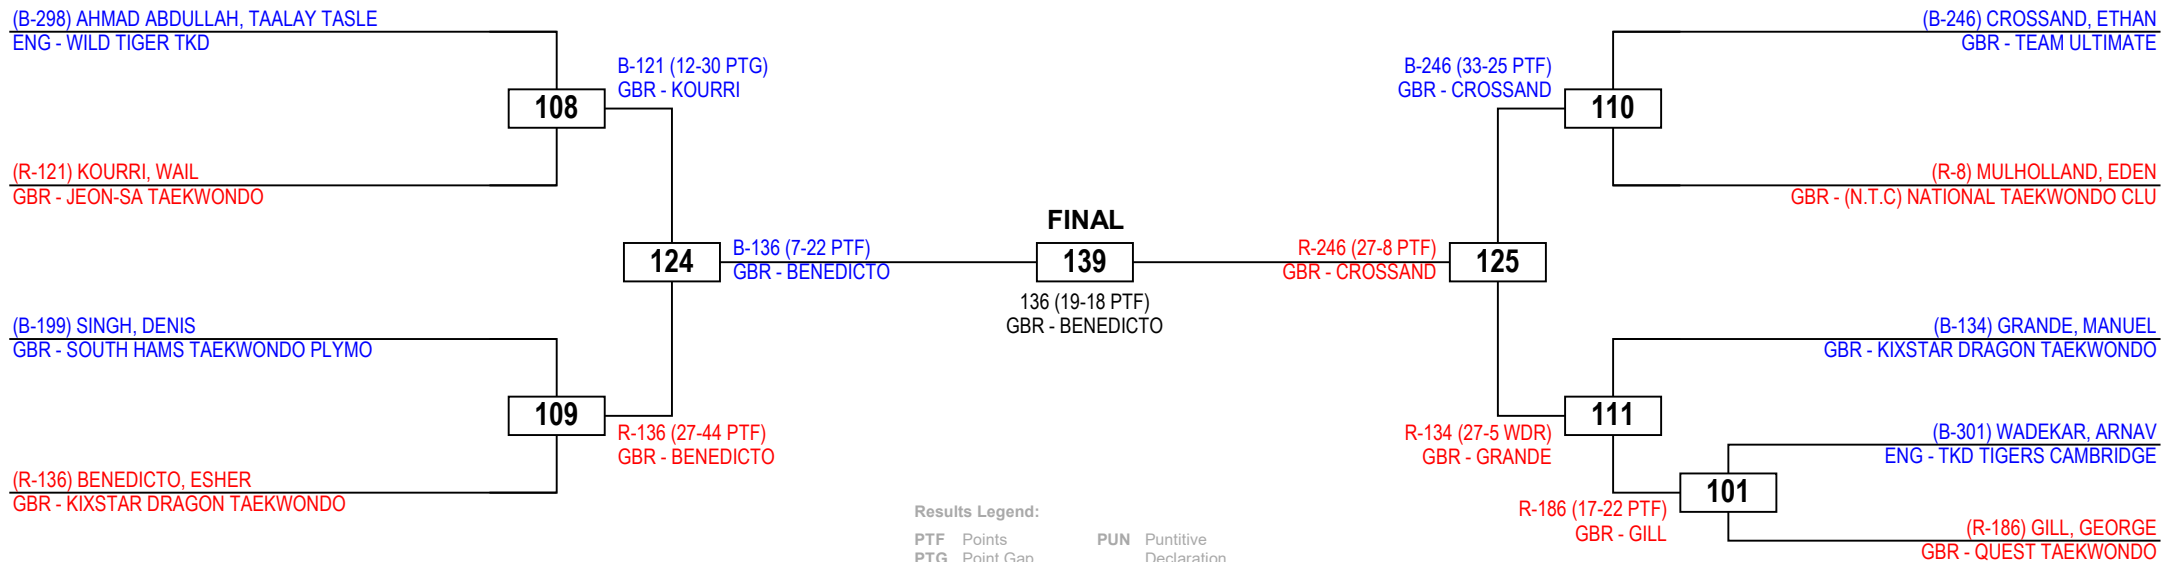 (B-298) AHMAD ABDULLAH, TAALAY TASLE
ENG - WILD TIGER TKD
B-121 (12-30 PTG)
GBR - KOURRI
108
(R-121) KOURRI, WAIL
GBR - JEON-SA TAEKWONDO
124
B-136 (7-22 PTF)
GBR - BENEDICTO
(B-199) SINGH, DENIS
GBR - SOUTH HAMS TAEKWONDO PLYMO
109
R-136 (27-44 PTF)
GBR - BENEDICTO
(R-136) BENEDICTO, ESHER
GBR - KIXSTAR DRAGON TAEKWONDO
FINAL
139
136 (19-18 PTF)
GBR - BENEDICTO
(B-246) CROSSAND, ETHAN
GBR - TEAM ULTIMATE
B-246 (33-25 PTF)
GBR - CROSSAND
110
(R-8) MULHOLLAND, EDEN
GBR - (N.T.C) NATIONAL TAEKWONDO CLU
R-246 (27-8 PTF)
GBR - CROSSAND
125
(B-134) GRANDE, MANUEL
GBR - KIXSTAR DRAGON TAEKWONDO
111
R-134 (27-5 WDR)
GBR - GRANDE
(B-301) WADEKAR, ARNAV
ENG - TKD TIGERS CAMBRIDGE
101
R-186 (17-22 PTF)
GBR - GILL
(R-186) GILL, GEORGE
GBR - QUEST TAEKWONDO
Results Legend:
PTF Points PUN Puntitive
PTG Point Gap Declaration